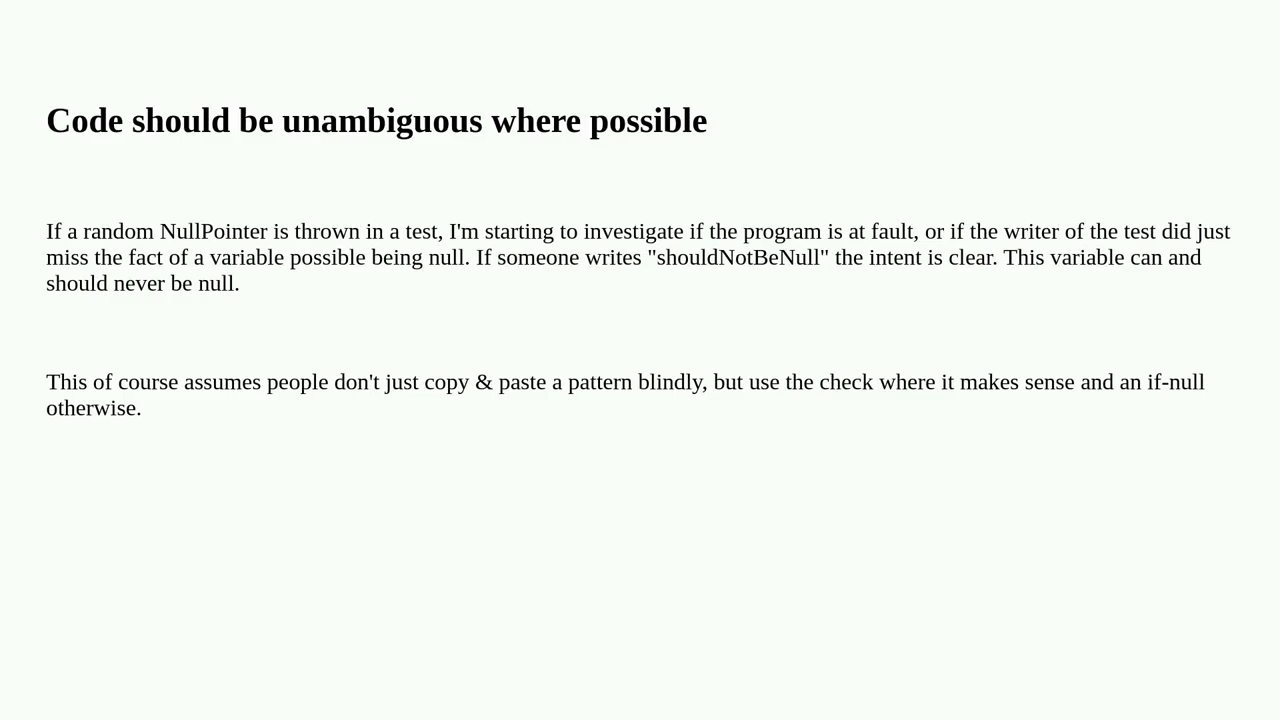 Code should be unambiguous where possible
If a random NullPointer is thrown in a test, I'm starting to investigate if the program is at fault, or if the writer of the test did just
miss the fact of a variable possible being null. If someone writes "shouldNotBeNull" the intent is clear. This variable can and
should never be null.
This of course assumes people don't just copy & paste a pattern blindly, but use the check where it makes sense and an if-null
otherwise.